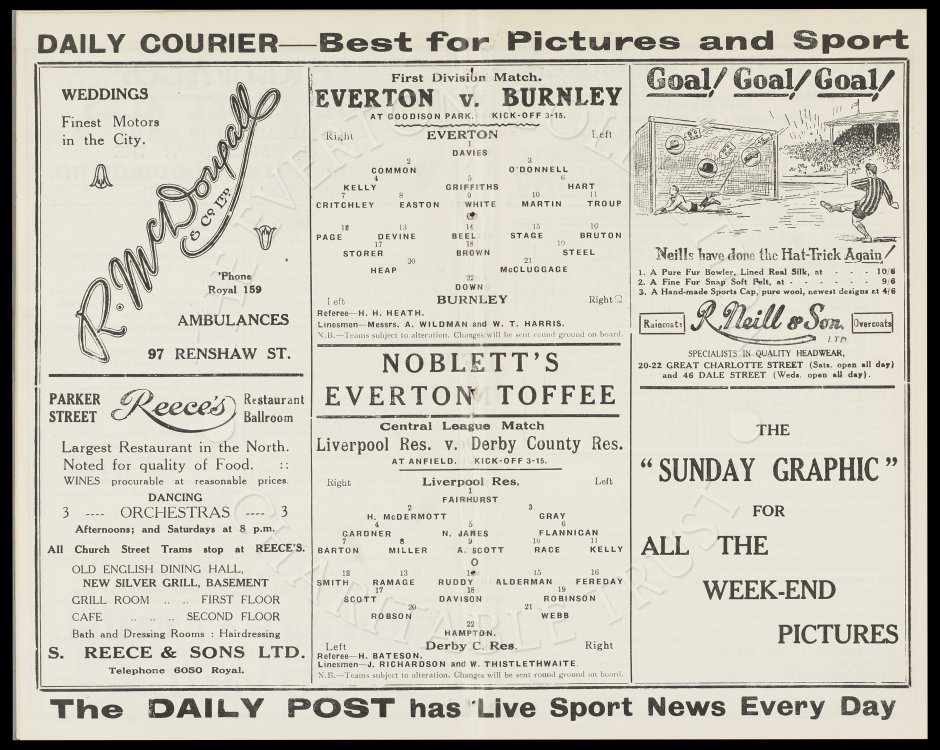 DAILY COURIER—Best for Pictures and Sport
WEDDINGS
Finest Motors
in the City.
R. McDoupall
& Co LTD
'Phone
Royal 159
AMBULANCES
97 RENSHAW ST.
PARKER
STREET
Reece's
Restaurant
Ballroom
Largest Restaurant in the North.
Noted for quality of Food. ::
WINES procurable at reasonable prices.
DANCING
3 ---- ORCHESTRAS ---- 3
Afternoons; and Saturdays at 8 p.m.
All Church Street Trams stop at REECE'S.
OLD ENGLISH DINING HALL,
NEW SILVER GRILL, BASEMENT
GRILL ROOM .. .. FIRST FLOOR
CAFE .. .. .. SECOND FLOOR
Bath and Dressing Rooms : Hairdressing
S. REECE & SONS LTD.
Telephone 6050 Royal.
First Division Match.
EVERTON v. BURNLEY
AT GOODISON PARK. KICK-OFF 3-15.
Right EVERTON Left
1
DAVIES
2 3
COMMON O'DONNELL
4 5 6
KELLY GRIFFITHS HART
7 8 9 10 11
CRITCHLEY EASTON WHITE MARTIN TROUP
12 13 14 15 16
PAGE DEVINE BEEL STAGE BRUTON
17 18 19
STORER BROWN STEEL
20 21
HEAP McCLUGGAGE
22
DOWN
Left BURNLEY Right
Referee—H. H. HEATH.
Linesmen—Messrs. A. WILDMAN and W. T. HARRIS.
N.B.—Teams subject to alteration. Changes will be sent round ground on board.
NOBLETT'S
EVERTON TOFFEE
Central League Match
Liverpool Res. v. Derby County Res.
AT ANFIELD. KICK-OFF 3-15.
Right Liverpool Res. Left
1
FAIRHURST
2 3
H. McDERMOTT GRAY
4 5 6
GARDNER N. JANES FLANNICAN
7 8 9 10 11
BARTON MILLER A. SCOTT RACE KELLY
O
12 13 14 15 16
SMITH RAMAGE RUDDY ALDERMAN FEREDAY
17 18 19
SCOTT DAVISON ROBINSON
20 21
ROBSON WEBB
22
HAMPTON.
Left Derby C. Res. Right
Referee—H. BATESON.
Linesmen—J. RICHARDSON and W. THISTLETHWAITE.
N.B.—Teams subject to alteration. Changes will be sent round ground on board.
Goal! Goal! Goal!
Neills have done the Hat-Trick Again!
1. A Pure Fur Bowler, Lined Real Silk, at - - - - 10/6
2. A Fine Fur Snap Soft Felt, at - - - - - 9/6
3. A Hand-made Sports Cap, pure wool, newest designs at 4/6
Raincoats R. Neill & Son. LTD Overcoats
SPECIALISTS IN QUALITY HEADWEAR,
20-22 GREAT CHARLOTTE STREET (Sats. open all day)
and 46 DALE STREET (Weds. open all day).
THE
"SUNDAY GRAPHIC"
FOR
ALL THE
WEEK-END
PICTURES
The DAILY POST has Live Sport News Every Day